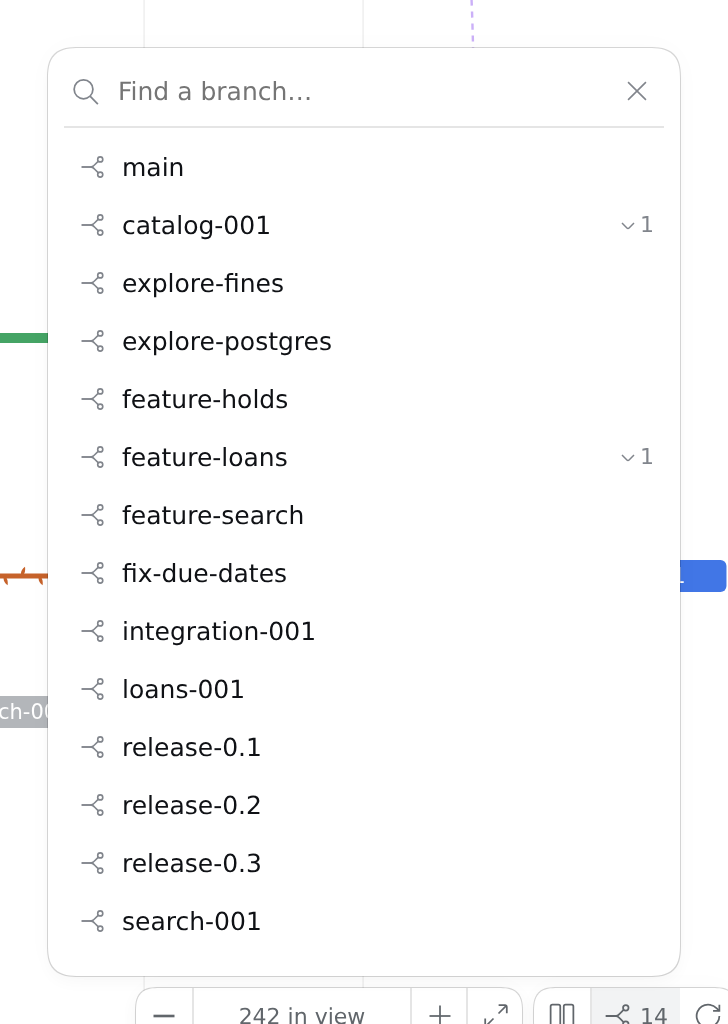 Find a branch...
main
catalog-001
1
explore-fines
explore-postgres
feature-holds
feature-loans
1
feature-search
fix-due-dates
integration-001
loans-001
release-0.1
release-0.2
release-0.3
search-001
242 in view
14